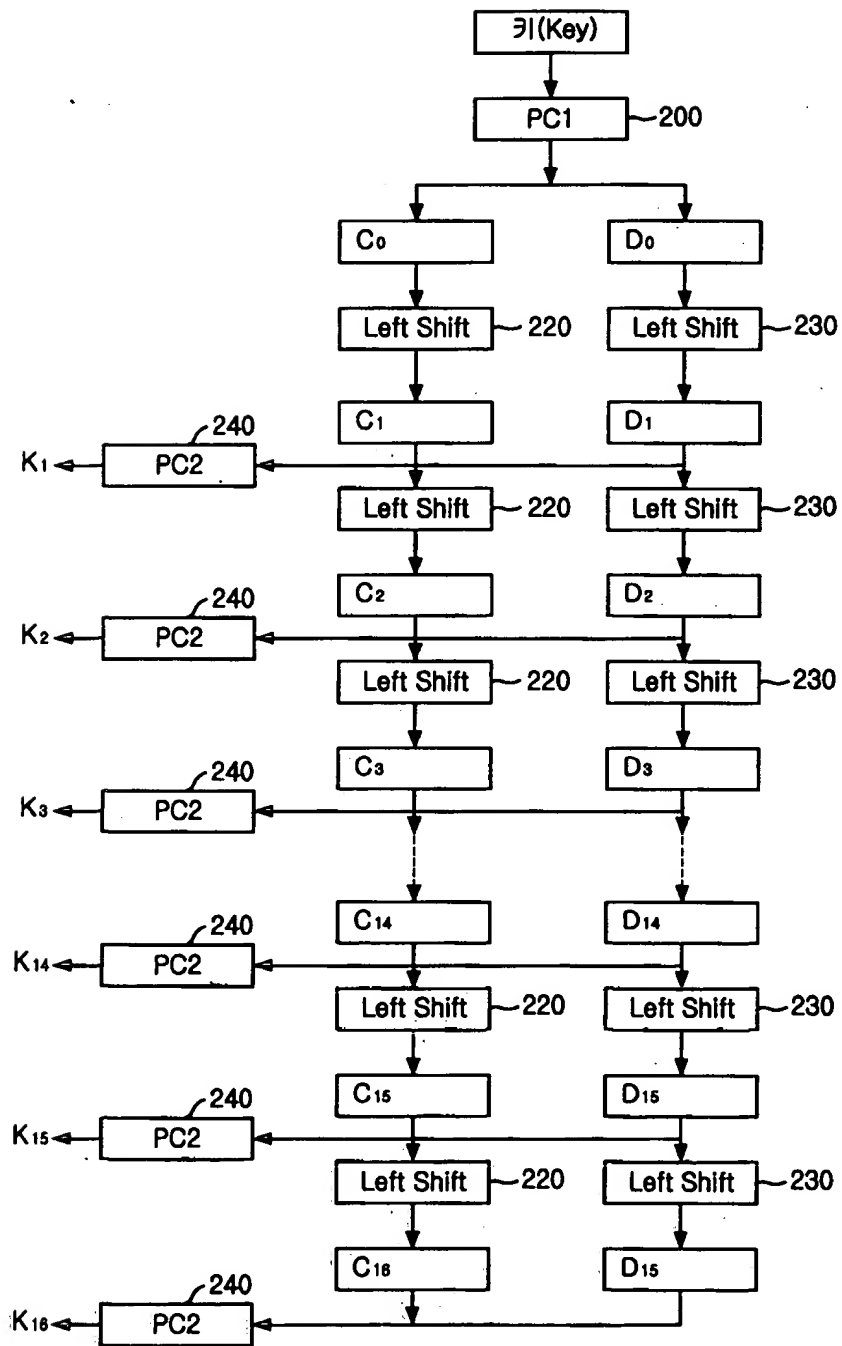 키(Key)
PC1 200
C0 D0
Left Shift 220 Left Shift 230
C1 D1
240
K1 PC2
Left Shift 220 Left Shift 230
C2 D2
240
K2 PC2
Left Shift 220 Left Shift 230
C3 D3
240
K3 PC2
C14 D14
240
K14 PC2
Left Shift 220 Left Shift 230
C15 D15
240
K15 PC2
Left Shift 220 Left Shift 230
C16 D15
240
K16 PC2